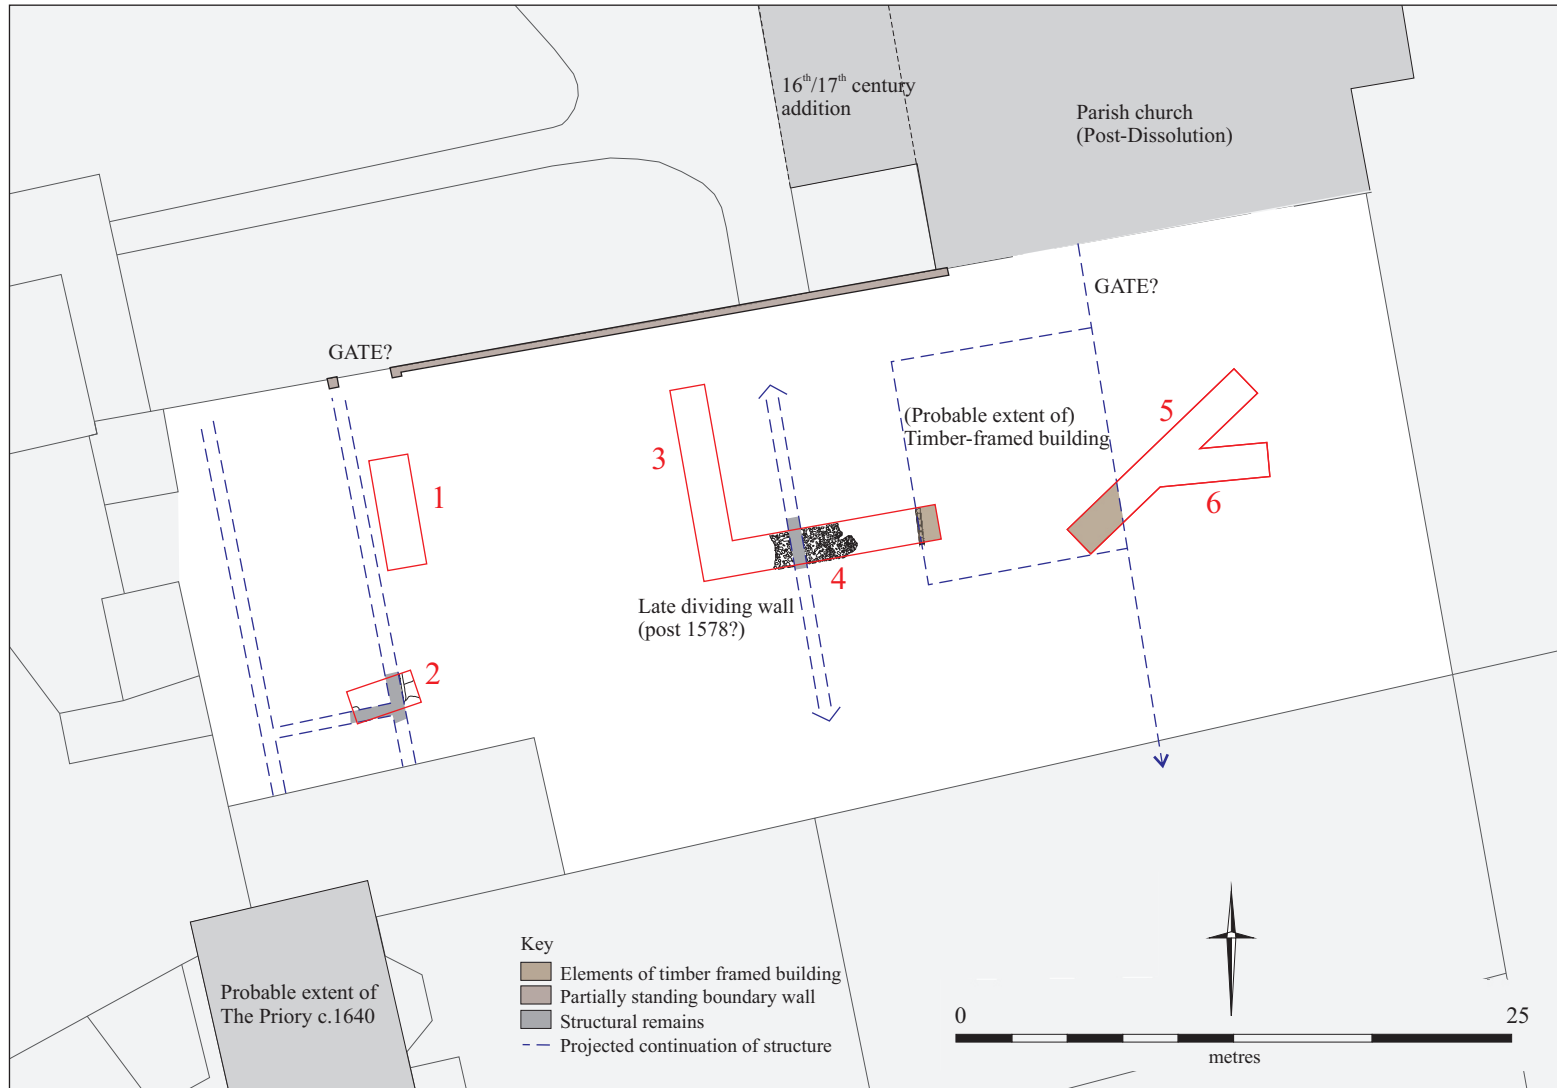 16th/17th century
addition
Parish church
(Post-Dissolution)
GATE?
GATE?
(Probable extent of)
Timber-framed building
5
3
1
6
4
Late dividing wall
(post 1578?)
2
Key
Elements of timber framed building
Partially standing boundary wall
Structural remains
Projected continuation of structure
Probable extent of
The Priory c.1640
0 25
metres